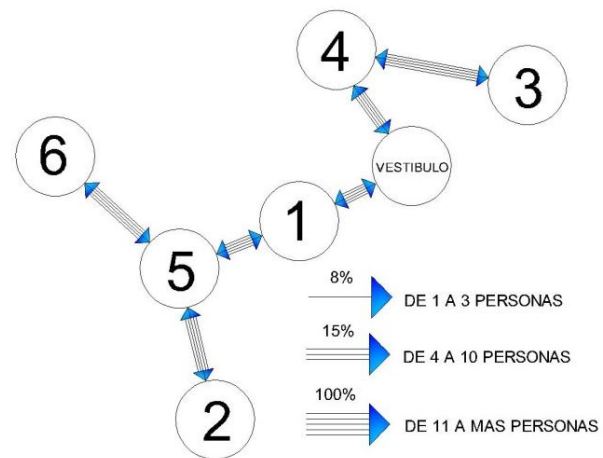 4
3
6
VESTIBULO
1
5
2
8%
DE 1 A 3 PERSONAS
15%
DE 4 A 10 PERSONAS
100%
DE 11 A MAS PERSONAS